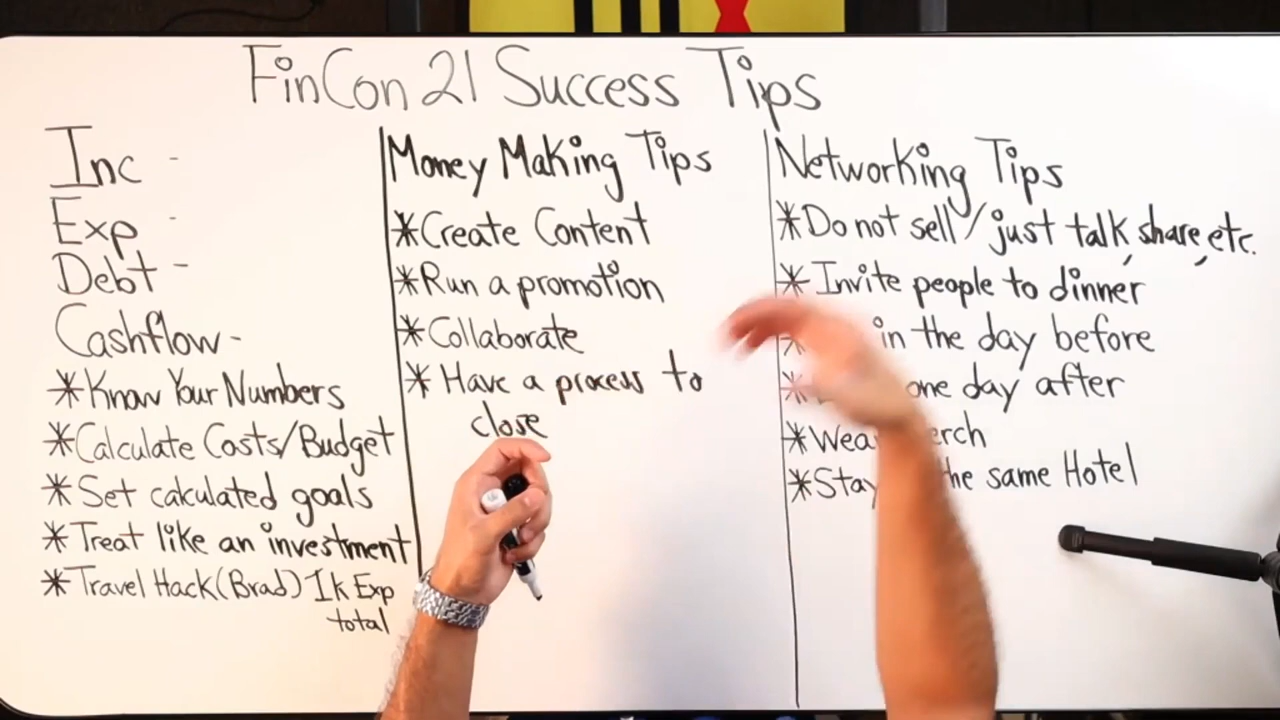 FinCon 21 Success Tips
Inc -
Exp -
Debt -
Cashflow -
*Know Your Numbers
*Calculate Costs/Budget
*Set calculated goals
*Treat like an investment
*Travel Hack (Brad) 1k Exp
total
Money Making Tips
*Create Content
*Run a promotion
*Collaborate
*Have a process to
close
Networking Tips
*Do not sell/just talk, share, etc.
*Invite people to dinner
in the day before
one day after
*
*Stay same Hotel